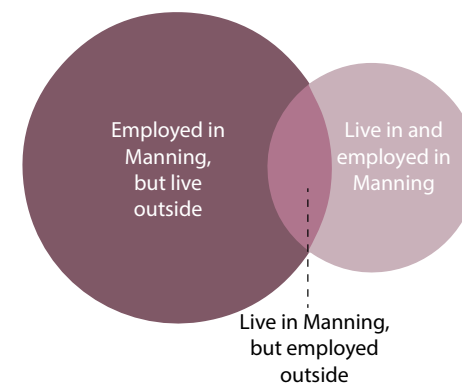 Employed in
Manning,
but live
outside
Live in and
employed in
Manning
Live in Manning,
but employed
outside